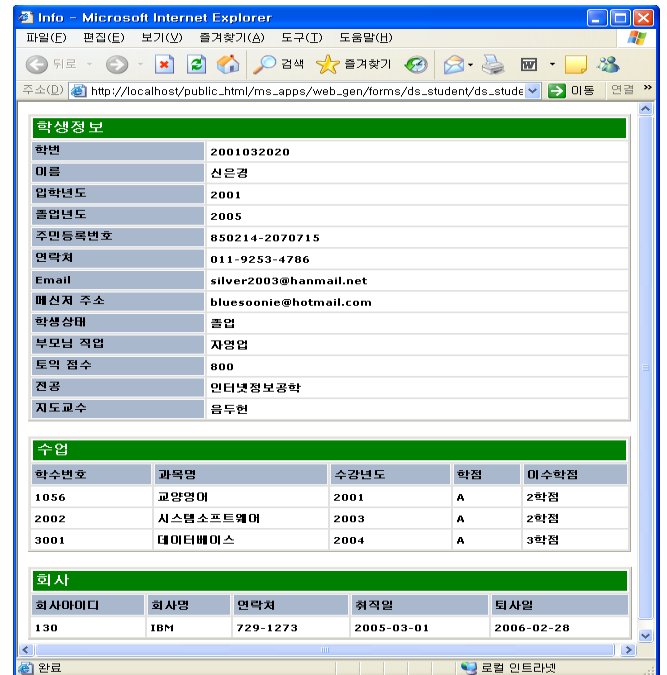 Info - Microsoft Internet Explorer
파일(F) 편집(E) 보기(V) 즐겨찾기(A) 도구(T) 도움말(H)
뒤로 검색 즐겨찾기
주소(D) http://localhost/public_html/ms_apps/web_gen/forms/ds_student/ds_stude 이동 연결 »
학생정보
학번 2001032020
이름 신은경
입학년도 2001
졸업년도 2005
주민등록번호 850214-2070715
연락처 011-9253-4786
Email silver2003@hanmail.net
메신저 주소 bluesoonie@hotmail.com
학생상태 졸업
부모님 직업 자영업
토익 점수 800
전공 인터넷정보공학
지도교수 음두헌
수업
학수번호 과목명 수강년도 학점 이수학점
1056 교양영어 2001 A 2학점
2002 시스템소프트웨어 2003 A 2학점
3001 데이터베이스 2004 A 3학점
회사
회사아이디 회사명 연락처 취직일 퇴사일
130 IBM 729-1273 2005-03-01 2006-02-28
완료 로컬 인트라넷